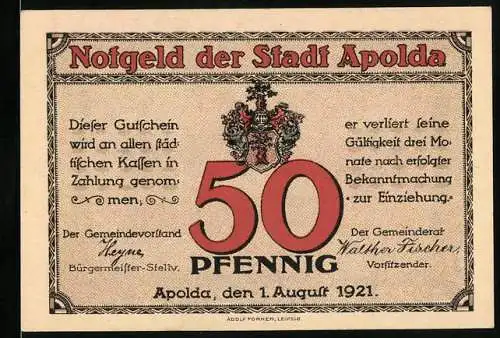 Notgeld der Stadt Apolda
Dieser Gutschein
wird an allen städ-
tischen Kassen in
Zahlung genom-
men,
er verliert seine
Gültigkeit drei Mo-
nate nach erfolgter
Bekanntmachung
zur Einziehung.
50
PFENNIG
Der Gemeindevorstand
Heyne
Bürgermeister-Stellv.
Der Gemeinderat
Walther Fischer,
Vorsitzender.
Apolda, den 1. August 1921.
ADOLF FORKER, LEIPZIG